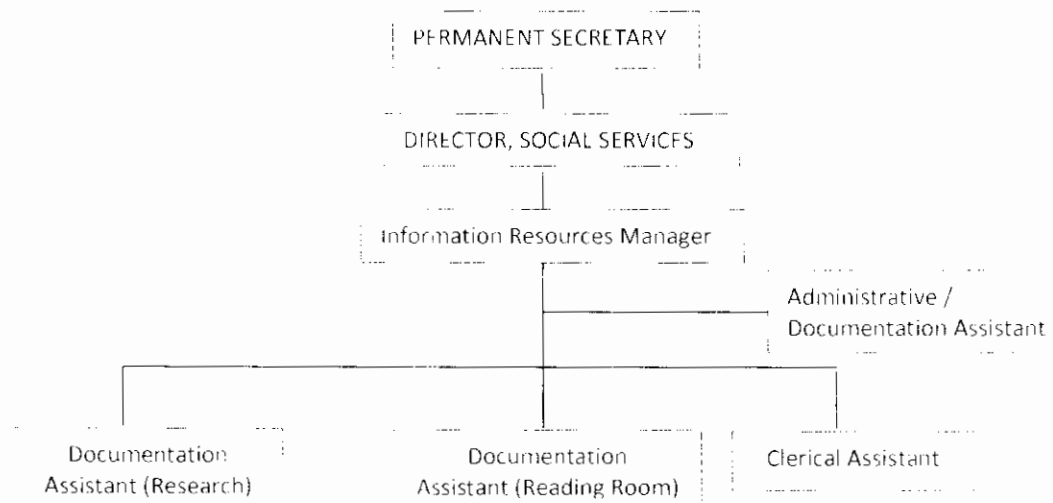 PERMANENT SECRETARY
DIRECTOR, SOCIAL SERVICES
Information Resources Manager
Administrative /
Documentation Assistant
Documentation
Assistant (Research)
Documentation
Assistant (Reading Room)
Clerical Assistant